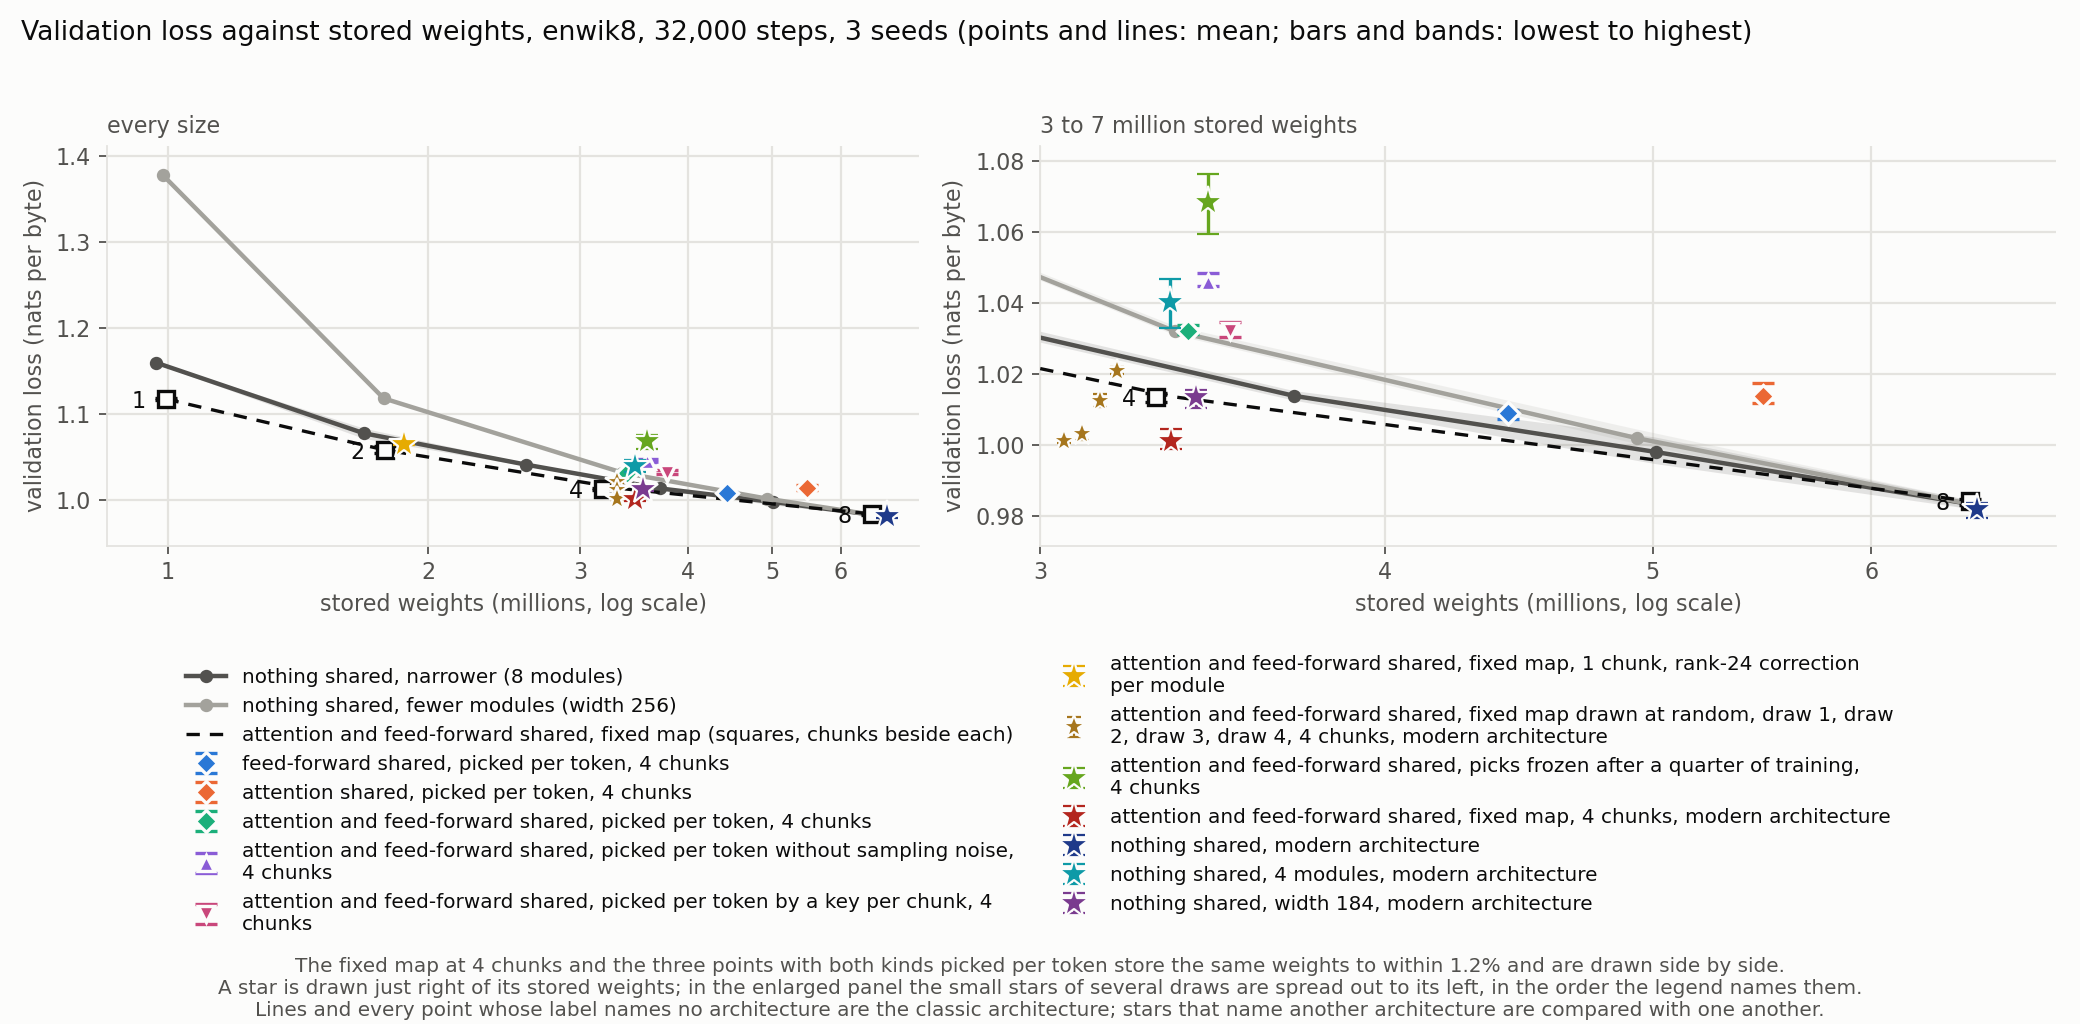 Validation loss against stored weights, enwik8, 32,000 steps, 3 seeds (points and lines: mean; bars and bands: lowest to highest)
every size
validation loss (nats per byte)
1.4
1.3
1.2
1.1
1.0
1
2
4
8
1 2 3 4 5 6
stored weights (millions, log scale)
3 to 7 million stored weights
validation loss (nats per byte)
1.08
1.06
1.04
1.02
1.00
0.98
4
8
3 4 5 6
stored weights (millions, log scale)
nothing shared, narrower (8 modules)
nothing shared, fewer modules (width 256)
attention and feed-forward shared, fixed map (squares, chunks beside each)
feed-forward shared, picked per token, 4 chunks
attention shared, picked per token, 4 chunks
attention and feed-forward shared, picked per token, 4 chunks
attention and feed-forward shared, picked per token without sampling noise,
4 chunks
attention and feed-forward shared, picked per token by a key per chunk, 4
chunks
attention and feed-forward shared, fixed map, 1 chunk, rank-24 correction
per module
attention and feed-forward shared, fixed map drawn at random, draw 1, draw
2, draw 3, draw 4, 4 chunks, modern architecture
attention and feed-forward shared, picks frozen after a quarter of training,
4 chunks
attention and feed-forward shared, fixed map, 4 chunks, modern architecture
nothing shared, modern architecture
nothing shared, 4 modules, modern architecture
nothing shared, width 184, modern architecture
The fixed map at 4 chunks and the three points with both kinds picked per token store the same weights to within 1.2% and are drawn side by side.
A star is drawn just right of its stored weights; in the enlarged panel the small stars of several draws are spread out to its left, in the order the legend names them.
Lines and every point whose label names no architecture are the classic architecture; stars that name another architecture are compared with one another.